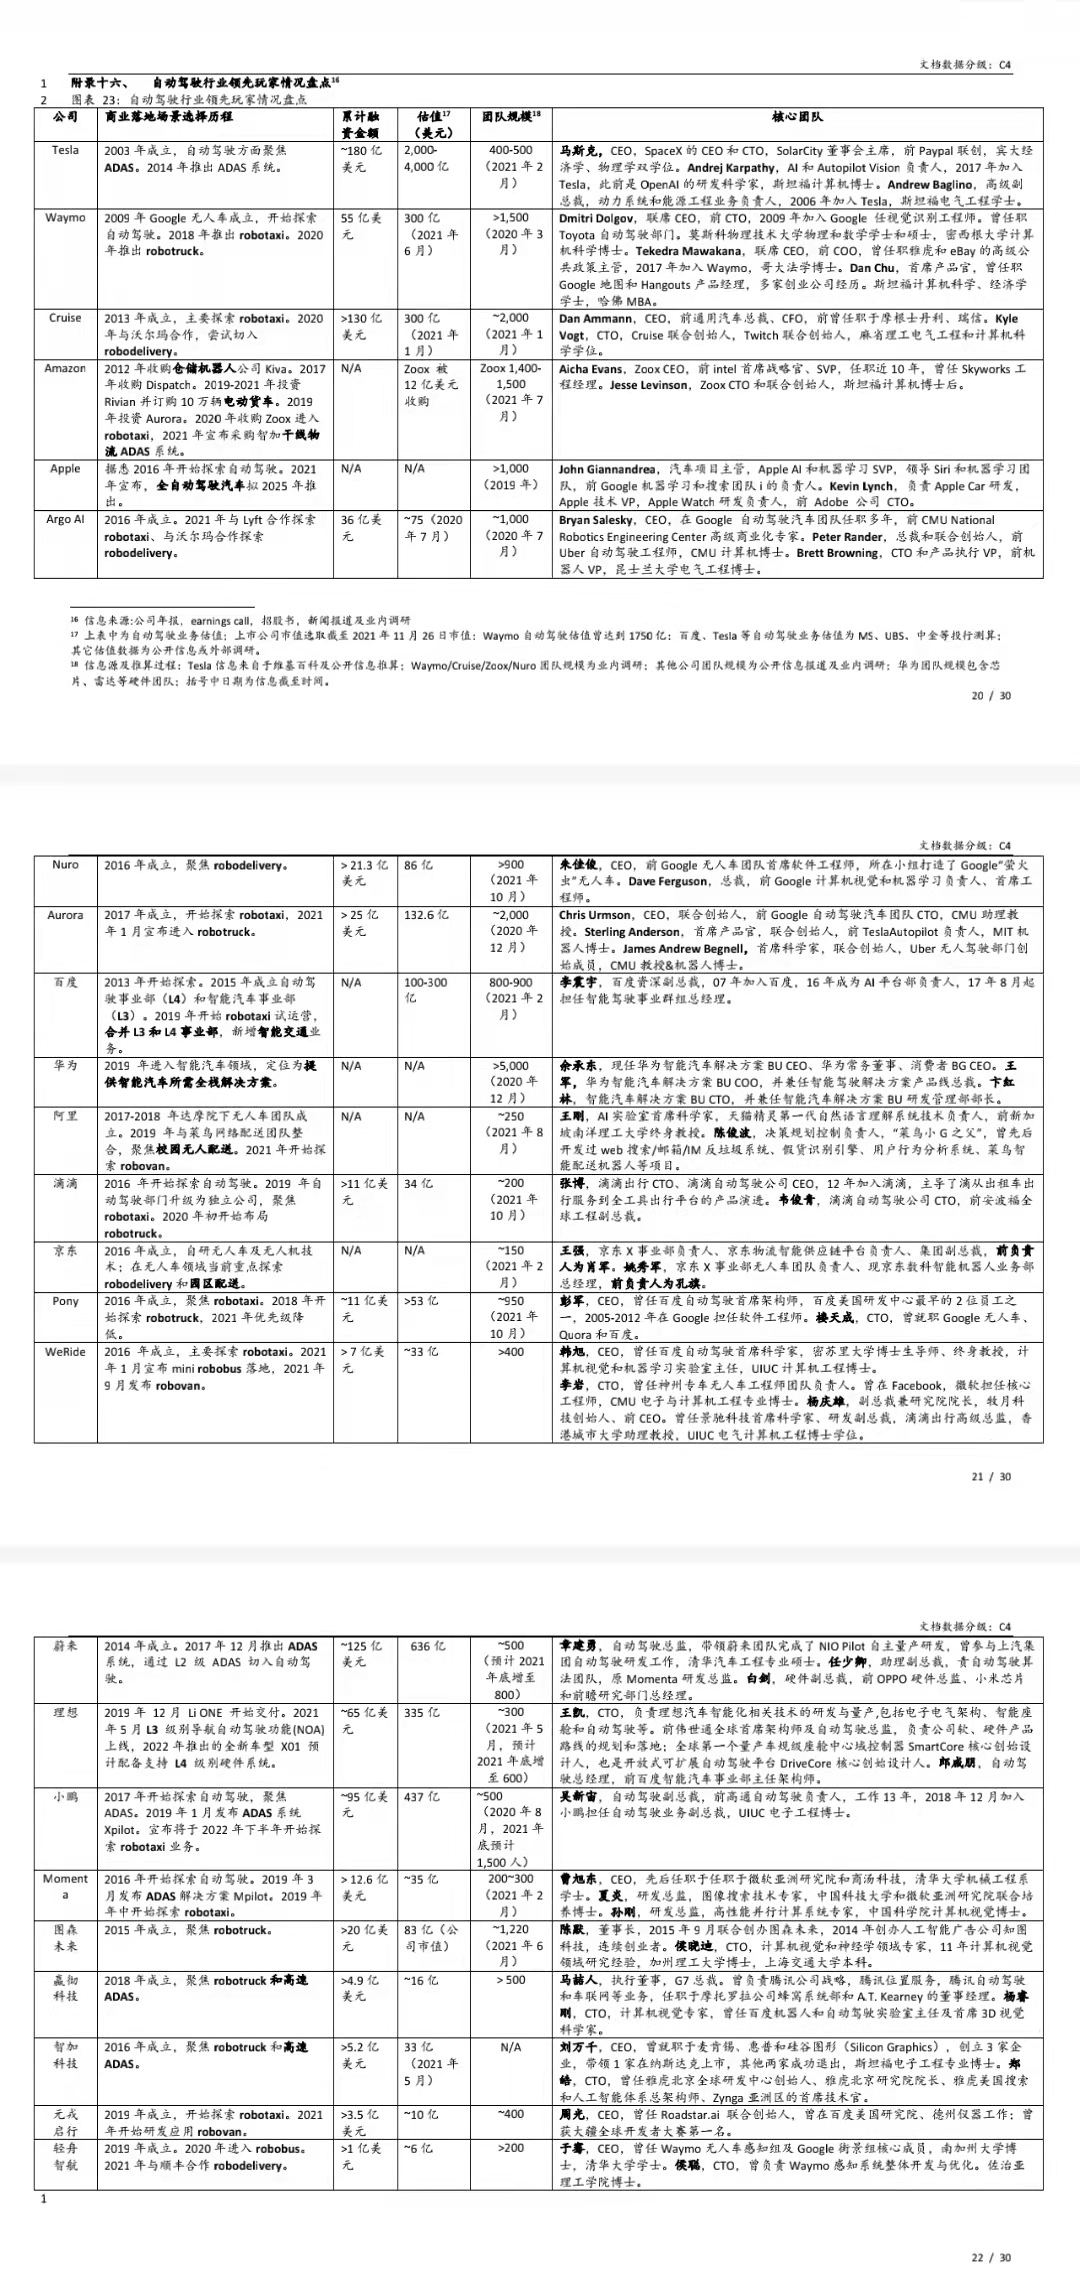 文档数据分级：C4
1 附录十六、 自动驾驶行业领先玩家情况盘点16
2 图表 23：自动驾驶行业领先玩家情况盘点
公司 商业落地场景选择历程 累计融资金额 估值17（美元） 团队规模18 核心团队
Tesla
2003 年成立，自动驾驶方面聚焦
ADAS。2014 年推出 ADAS 系统。
~180 亿
美元
2,000-
4,000 亿
400-500
（2021 年 2
月）
马斯克，CEO，SpaceX 的 CEO 和 CTO，SolarCity 董事会主席，前 Paypal 联创，宾大经
济学、物理学双学位。Andrej Karpathy，AI 和 Autopilot Vision 负责人，2017 年加入
Tesla，此前是 OpenAI 的研发科学家，斯坦福计算机博士。Andrew Baglino，高级副
总裁，动力系统和能源工程业务负责人，2006 年加入 Tesla，斯坦福电气工程学士。
Waymo
2009 年 Google 无人车成立，开始探索
自动驾驶。2018 年推出 robotaxi。2020
年推出 robotruck。
55 亿美
元
300 亿
（2021 年
6 月）
>1,500
（2020 年 3
月）
Dmitri Dolgov，联席 CEO，前 CTO，2009 年加入 Google 任视觉识别工程师。曾任职
Toyota 自动驾驶部门。莫斯科物理技术大学物理和数学学士和硕士，密西根大学计算
机科学博士。Tekedra Mawakana，联席 CEO，前 COO，曾任职雅虎和 eBay 的高级公
共政策主管，2017 年加入 Waymo，哥大法学博士。Dan Chu，首席产品官，曾任职
Google 地图和 Hangouts 产品经理，多家创业公司经历。斯坦福计算机科学、经济学
学士，哈佛 MBA。
Cruise
2013 年成立，主要探索 robotaxi。2020
年与沃尔玛合作，尝试切入
robodelivery。
>130 亿
美元
300 亿
（2021 年
1 月）
~2,000
（2021 年 1
月）
Dan Ammann，CEO，前通用汽车总裁、CFO，前曾任职于摩根士丹利、瑞信。Kyle
Vogt，CTO，Cruise 联合创始人，Twitch 联合创始人，麻省理工电气工程和计算机科
学学位。
Amazon
2012 年收购仓储机器人公司 Kiva。2017
年收购 Dispatch。2019-2021 年投资
Rivian 并订购 10 万辆电动货车。2019
年投资 Aurora。2020 年收购 Zoox 进入
robotaxi，2021 年宣布采购智加干线物
流 ADAS 系统。
N/A
Zoox 被
12 亿美元
收购
Zoox 1,400-
1,500
（2021 年 7
月）
Aicha Evans，Zoox CEO，前 intel 首席战略官、SVP，任职近 10 年，曾任 Skyworks 工
程经理。Jesse Levinson，Zoox CTO 和联合创始人，斯坦福计算机博士后。
Apple
据悉 2016 年开始探索自动驾驶。2021
年宣布，全自动驾驶汽车拟 2025 年推
出。
N/A
N/A
>1,000
（2019 年）
John Giannandrea，汽车项目主管，Apple AI 和机器学习 SVP，领导 Siri 和机器学习团
队，前 Google 机器学习和搜索团队 i 的负责人。Kevin Lynch，负责 Apple Car 研发，
Apple 技术 VP，Apple Watch 研发负责人，前 Adobe 公司 CTO。
Argo AI
2016 年成立。2021 年与 Lyft 合作探索
robotaxi、与沃尔玛合作探索
robodelivery。
36 亿美
元
~75（2020
年 7 月）
~1,000
（2020 年 7
月）
Bryan Salesky，CEO，在 Google 自动驾驶汽车团队任职多年，前 CMU National
Robotics Engineering Center 高级商业化专家。Peter Rander，总裁和联合创始人，前
Uber 自动驾驶工程师，CMU 计算机博士。Brett Browning，CTO 和产品执行 VP，前机
器人 VP，昆士兰大学电气工程博士。
16 信息来源:公司年报，earnings call，招股书，新闻报道及业内调研
17 上表中为自动驾驶业务估值；上市公司市值选取截至 2021 年 11 月 26 日市值；Waymo 自动驾驶估值曾达到 1750 亿；百度、Tesla 等自动驾驶业务估值为 MS、UBS、中金等投行测算；
其它估值数据为公开信息或外部调研。
18 信息源及推算过程：Tesla 信息来自于维基百科及公开信息推算；Waymo/Cruise/Zoox/Nuro 团队规模为业内调研；其他公司团队规模为公开信息报道及业内调研；华为团队规模包含芯
片、雷达等硬件团队；括号中日期为信息截至时间。
20 / 30
文档数据分级：C4
Nuro
2016 年成立，聚焦 robodelivery。
> 21.3 亿
美元
86 亿
>900
（2021 年
10 月）
朱佳俊，CEO，前 Google 无人车团队首席软件工程师，所在小组打造了 Google“萤火
虫”无人车。Dave Ferguson，总裁，前 Google 计算机视觉和机器学习负责人、首席工
程师。
Aurora
2017 年成立，开始探索 robotaxi，2021
年 1 月宣布进入 robotruck。
> 25 亿
美元
132.6 亿
~2,000
（2020 年
12 月）
Chris Urmson，CEO，联合创始人，前 Google 自动驾驶汽车团队 CTO，CMU 助理教
授。Sterling Anderson，首席产品官，联合创始人，前 TeslaAutopilot 负责人，MIT 机
器人博士。James Andrew Begnell，首席科学家，联合创始人，Uber 无人驾驶部门创
始成员，CMU 教授&机器人博士。
百度
2013 年开始探索。2015 年成立自动驾
驶事业部（L4）和智能汽车事业部
（L3）。2019 年开始 robotaxi 试运营，
合并 L3 和 L4 事业部，新增智能交通业
务。
N/A
100-300
亿
800-900
（2021 年 2
月）
李震宇，百度资深副总裁，07 年加入百度，16 年成为 AI 平台部负责人，17 年 8 月起
担任智能驾驶事业群组总经理。
华为
2019 年进入智能汽车领域，定位为提
供智能汽车所需全栈解决方案。
N/A
N/A
>5,000
（2020 年
12 月）
余承东，现任华为智能汽车解决方案 BU CEO、华为常务董事、消费者 BG CEO。王
军，华为智能汽车解决方案 BU COO，并兼任智能驾驶解决方案产品线总裁。卞红
林，智能汽车解决方案 BU CTO，并兼任智能汽车解决方案 BU 研发管理部部长。
阿里
2017-2018 年达摩院下无人车团队成
立。2019 年与菜鸟网络配送团队整
合，聚焦校园无人配送。2021 年开始探
索 robovan。
N/A
N/A
~250
（2021 年 8
月）
王刚，AI 实验室首席科学家，天猫精灵第一代自然语言理解系统技术负责人，前新加
坡南洋理工大学终身教授。陈俊波，决策规划控制负责人，“菜鸟小 G 之父”，曾先后
开发过 web 搜索/邮箱/IM 反垃圾系统、假货识别引擎、用户行为分析系统、菜鸟智
能配送机器人等项目。
滴滴
2016 年开始探索自动驾驶。2019 年自
动驾驶部门升级为独立公司，聚焦
robotaxi。2020 年初开始布局
robotruck。
>11 亿美
元
34 亿
~200
（2021 年
10 月）
张博，滴滴出行 CTO、滴滴自动驾驶公司 CEO，12 年加入滴滴，主导了滴从出租车出
行服务到全工具出行平台的产品演进。韦俊青，滴滴自动驾驶公司 CTO，前安波福全
球工程副总裁。
京东
2016 年成立，自研无人车及无人机技
术；在无人车领域当前重点探索
robodelivery 和园区配送。
N/A
N/A
~150
（2021 年 2
月）
王强，京东 X 事业部负责人、京东物流智能供应链平台负责人、集团副总裁，前负责
人为肖军。姚秀军，京东 X 事业部无人车团队负责人、现京东数科智能机器人业务部
总经理，前负责人为孔旗。
Pony
2016 年成立，聚焦 robotaxi。2018 年开
始探索 robotruck，2021 年优先级降
低。
~11 亿美
元
>53 亿
~950
（2021 年
10 月）
彭军，CEO，曾任百度自动驾驶首席架构师，百度美国研发中心最早的 2 位员工之
一，2005-2012 年在 Google 担任软件工程师。楼天成，CTO，曾就职 Google 无人车、
Quora 和百度。
WeRide
2016 年成立，主要探索 robotaxi。2021
年 1 月宣布 mini robobus 落地，2021 年
9 月发布 robovan。
> 7 亿美
元
~33 亿
>400
韩旭，CEO，曾任百度自动驾驶首席科学家，密苏里大学博士生导师、终身教授，计
算机视觉和机器学习实验室主任，UIUC 计算机工程博士。
李岩，CTO，曾任神州专车无人车工程师团队负责人。曾在 Facebook，微软担任核心
工程师，CMU 电子与计算机工程专业博士。杨庆雄，副总裁兼研究院院长，牧月科
技创始人、前 CEO。曾任景驰科技首席科学家、研发副总裁，滴滴出行高级总监，香
港城市大学助理教授，UIUC 电气计算机工程博士学位。
21 / 30
文档数据分级：C4
蔚来
2014 年成立。2017 年 12 月推出 ADAS
系统，通过 L2 级 ADAS 切入自动驾
驶。
~125 亿
美元
636 亿
~500
（预计 2021
年底增至
800）
章建勇，自动驾驶总监，带领蔚来团队完成了 NIO Pilot 自主量产研发，曾参与上汽集
团自动驾驶研发工作，清华汽车工程专业硕士。任少卿，助理副总裁，责自动驾驶算
法团队，原 Momenta 研发总监。白剑，硬件副总裁，前 OPPO 硬件总监、小米芯片
和前瞻研究部门总经理。
理想
2019 年 12 月 Li ONE 开始交付。2021
年 5 月 L3 级别导航自动驾驶功能(NOA)
上线，2022 年推出的全新车型 X01 预
计配备支持 L4 级别硬件系统。
~65 亿美
元
335 亿
~300
（2021 年 5
月，预计
2021 年底增
至 600）
王凯，CTO，负责理想汽车智能化相关技术的研发与量产,包括电子电气架构、智能座
舱和自动驾驶等。前伟世通全球首席架构师及自动驾驶总监，负责公司软、硬件产品
路线的规划和落地；全球第一个量产车规级座舱中心域控制器 SmartCore 核心创始设
计人，也是开放式可扩展自动驾驶平台 DriveCore 核心创始设计人。郎咸朋，自动驾
驶总经理，前百度智能汽车事业部主任架构师。
小鹏
2017 年开始探索自动驾驶，聚焦
ADAS。2019 年 1 月发布 ADAS 系统
Xpilot。宣布将于 2022 年下半年开始探
索 robotaxi 业务。
~95 亿美
元
437 亿
~500
（2020 年 8
月，2021 年
底预计
1,500 人）
吴新宙，自动驾驶副总裁，前高通自动驾驶负责人，工作 13 年，2018 年 12 月加入
小鹏担任自动驾驶业务副总裁，UIUC 电子工程博士。
Moment
a
2016 年开始探索自动驾驶。2019 年 3
月发布 ADAS 解决方案 Mpilot。2019 年
年中开始探索 robotaxi。
> 12.6 亿
美元
~35 亿
200~300
（2021 年 2
月）
曹旭东，CEO，先后任职于任职于微软亚洲研究院和商汤科技，清华大学机械工程系
学士。夏炎，研发总监，图像搜索技术专家，中国科技大学和微软亚洲研究院联合培
养博士。孙刚，研发总监，高性能并行计算系统专家，中国科学院计算机视觉博士。
图森
未来
2015 年成立，聚焦 robotruck。
>20 亿美
元
83 亿（公
司市值）
~1,220
（2021 年 6
月）
陈默，董事长，2015 年 9 月联合创办图森未来，2014 年创办人工智能广告公司知图
科技，连续创业者。侯晓迪，CTO，计算机视觉和神经学领域专家，11 年计算机视觉
领域研究经验，加州理工大学博士，上海交通大学本科。
嬴彻
科技
2018 年成立，聚焦 robotruck 和高速
ADAS。
>4.9 亿
美元
~16 亿
> 500
马喆人，执行董事，G7 总裁。曾负责腾讯公司战略，腾讯位置服务，腾讯自动驾驶
和车联网等业务，任职于摩托罗拉公司蜂窝系统部和 A.T. Kearney 的董事经理。杨睿
刚，CTO，计算机视觉专家，曾任百度机器人和自动驾驶实验室主任及首席 3D 视觉
科学家。
智加
科技
2016 年成立，聚焦 robotruck 和高速
ADAS。
>5.2 亿
美元
33 亿
（2021 年
5 月）
N/A
刘万千，CEO，曾就职于麦肯锡、惠普和硅谷图形（Silicon Graphics），创立 3 家企
业，带领 1 家在纳斯达克上市，其他两家成功退出，斯坦福电子工程专业博士。郑
皓，CTO，曾任雅虎北京全球研发中心创始人、雅虎北京研究院院长、雅虎美国搜索
和人工智能体系总架构师、Zynga 亚洲区的首席技术官。
元戎
启行
2019 年成立，开始探索 robotaxi。2021
年开始研发应用 robovan。
>3.5 亿
美元
~10 亿
~400
周光，CEO，曾任 Roadstar.ai 联合创始人，曾在百度美国研究院、德州仪器工作；曾
获大疆全球开发者大赛第一名。
轻舟
智航
2019 年成立。2020 年进入 robobus。
2021 年与顺丰合作 robodelivery。
>1 亿美
元
~6 亿
>200
于骞，CEO，曾任 Waymo 无人车感知组及 Google 街景组核心成员，南加州大学博
士，清华大学学士。侯聪，CTO，曾负责 Waymo 感知系统整体开发与优化。佐治亚
理工学院博士。
1
22 / 30